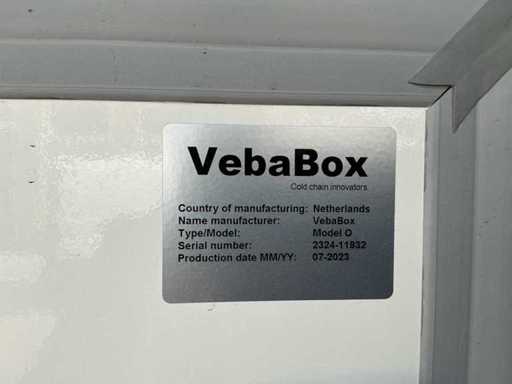 VebaBox
Cold chain innovators
Country of manufacturing: Netherlands
Name manufacturer: VebaBox
Type/Model: Model O
Serial number: 2324-11932
Production date MM/YY: 07-2023